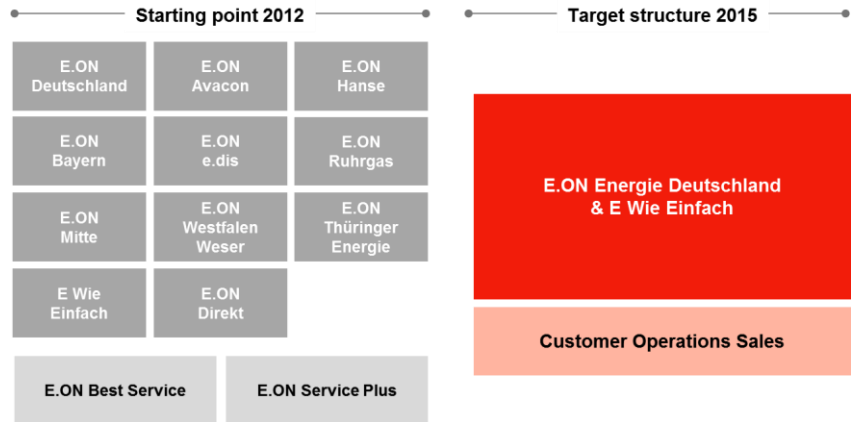 Starting point 2012
E.ON
Deutschland
E.ON
Avacon
E.ON
Hanse
E.ON
Bayern
E.ON
e.dis
E.ON
Ruhrgas
E.ON
Mitte
E.ON
Westfalen
Weser
E.ON
Thüringer
Energie
E Wie
Einfach
E.ON
Direkt
E.ON Best Service
E.ON Service Plus
Target structure 2015
E.ON Energie Deutschland
& E Wie Einfach
Customer Operations Sales